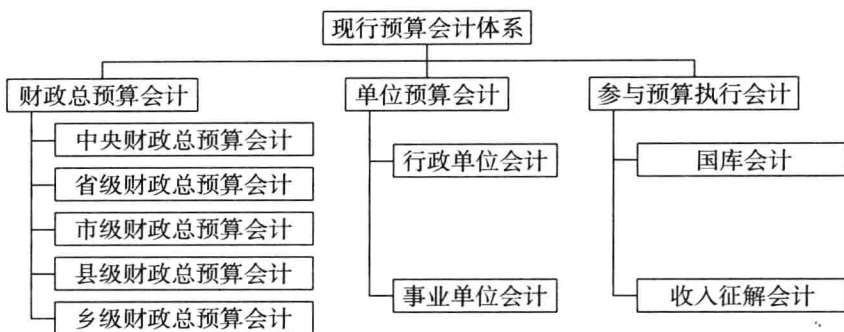 现行预算会计体系
财政总预算会计
单位预算会计
参与预算执行会计
中央财政总预算会计
省级财政总预算会计
市级财政总预算会计
县级财政总预算会计
乡级财政总预算会计
行政单位会计
事业单位会计
国库会计
收入征解会计